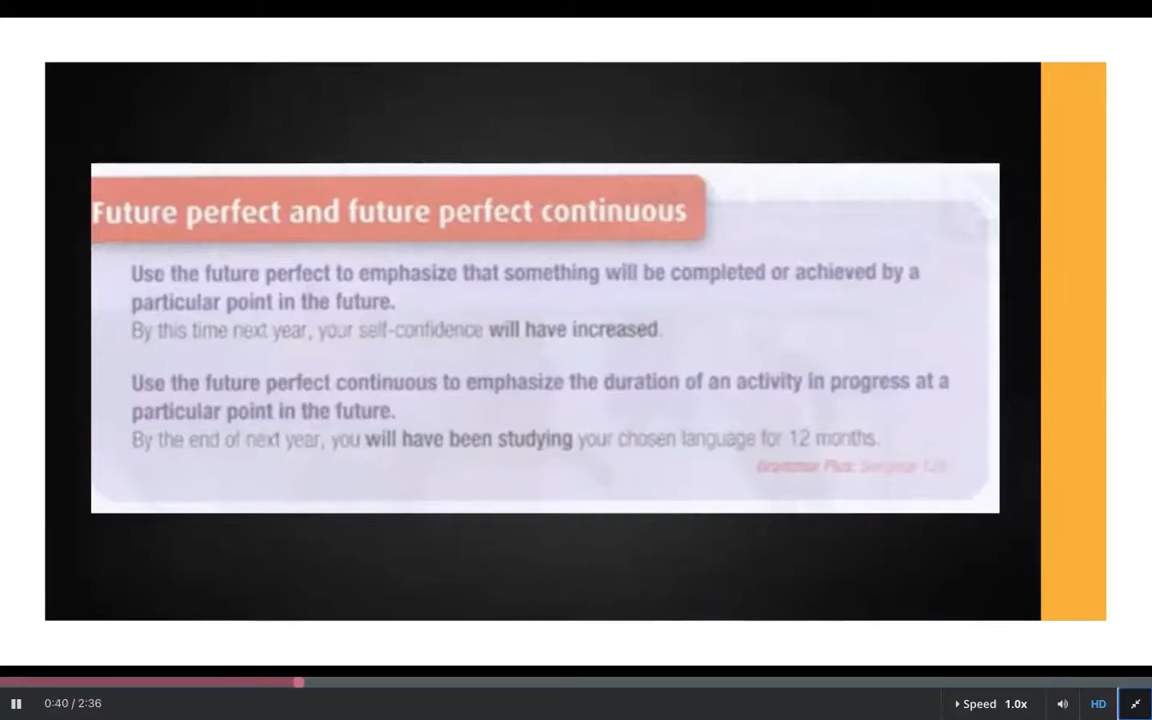 Future perfect and future perfect continuous
Use the future perfect to emphasize that something will be completed or achieved by a
particular point in the future.
By this time next year, your self-confidence will have increased.
Use the future perfect continuous to emphasize the duration of an activity in progress at a
particular point in the future.
By the end of next year, you will have been studying your chosen language for 12 months.
Grammar Plus:
0:40 / 2:36
Speed 1.0x
HD